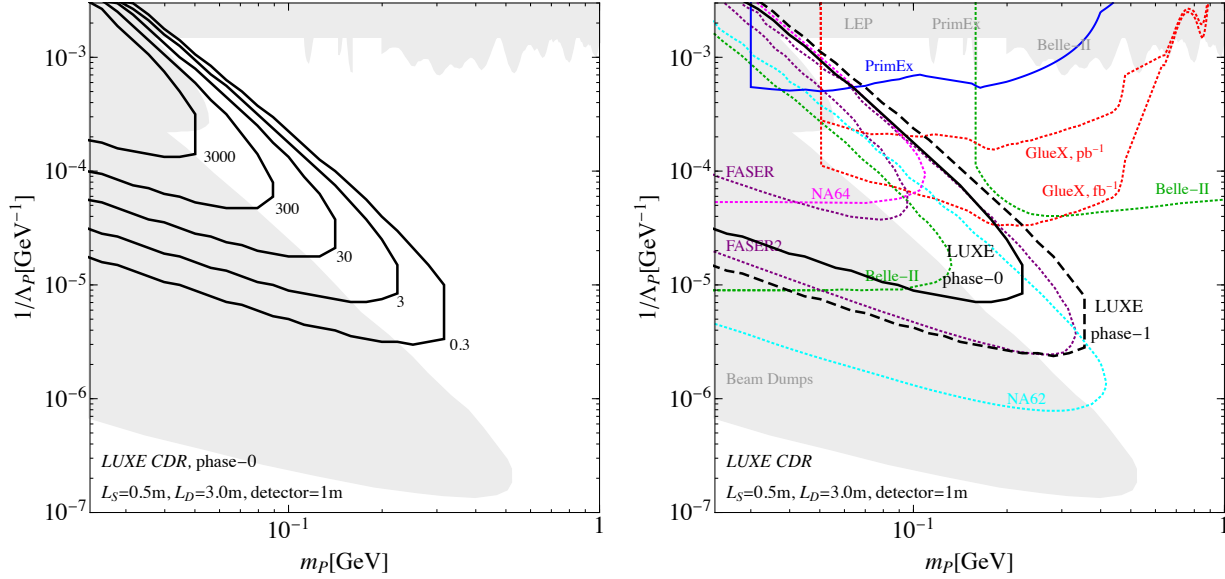 10⁻³
10⁻⁴
10⁻⁵
10⁻⁶
10⁻⁷
1/Λ_P[GeV⁻¹]
3000
300
30
3
0.3
LUXE CDR, phase−0
L_S=0.5m, L_D=3.0m, detector=1m
10⁻¹
1
m_P[GeV]
10⁻³
10⁻⁴
10⁻⁵
10⁻⁶
10⁻⁷
1/Λ_P[GeV⁻¹]
LEP
PrimEx
Belle−II
PrimEx
GlueX, pb⁻¹
FASER
NA64
GlueX, fb⁻¹
Belle−II
FASER2
LUXE
phase−0
Belle−II
LUXE
phase−1
Beam Dumps
NA62
LUXE CDR
L_S=0.5m, L_D=3.0m, detector=1m
10⁻¹
1
m_P[GeV]